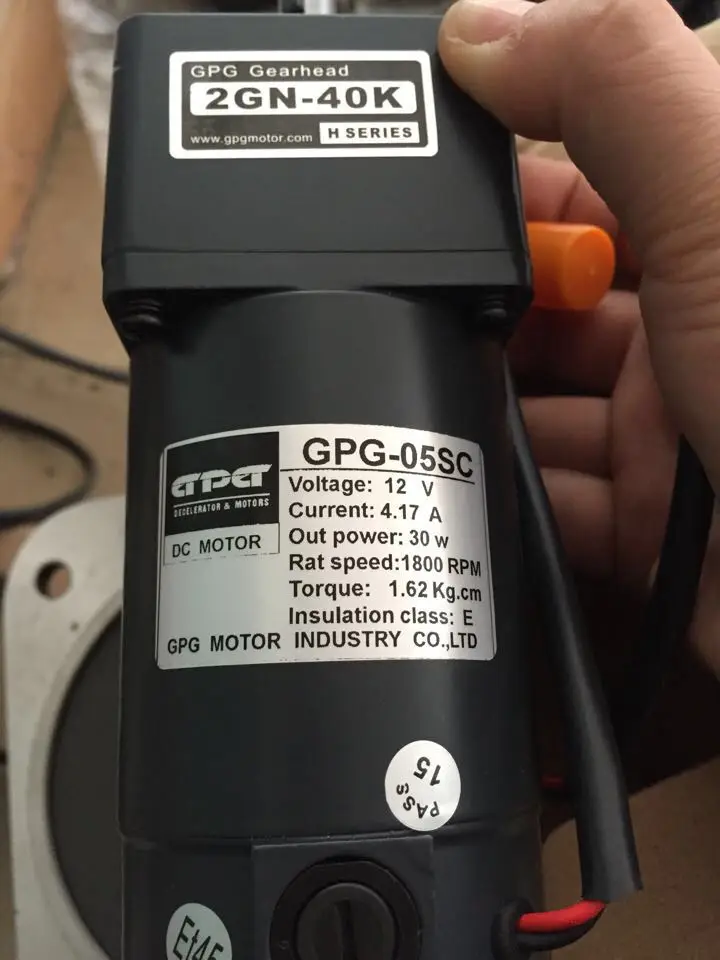 GPG Gearhead
2GN-40K
www.gpgmotor.com H SERIES
GPG-05SC
GPG
DECELERATOR & MOTORS
DC MOTOR
Voltage: 12 V
Current: 4.17 A
Out power: 30 w
Rat speed:1800 RPM
Torque: 1.62 Kg.cm
Insulation class: E
GPG MOTOR INDUSTRY CO.,LTD
15
PASS